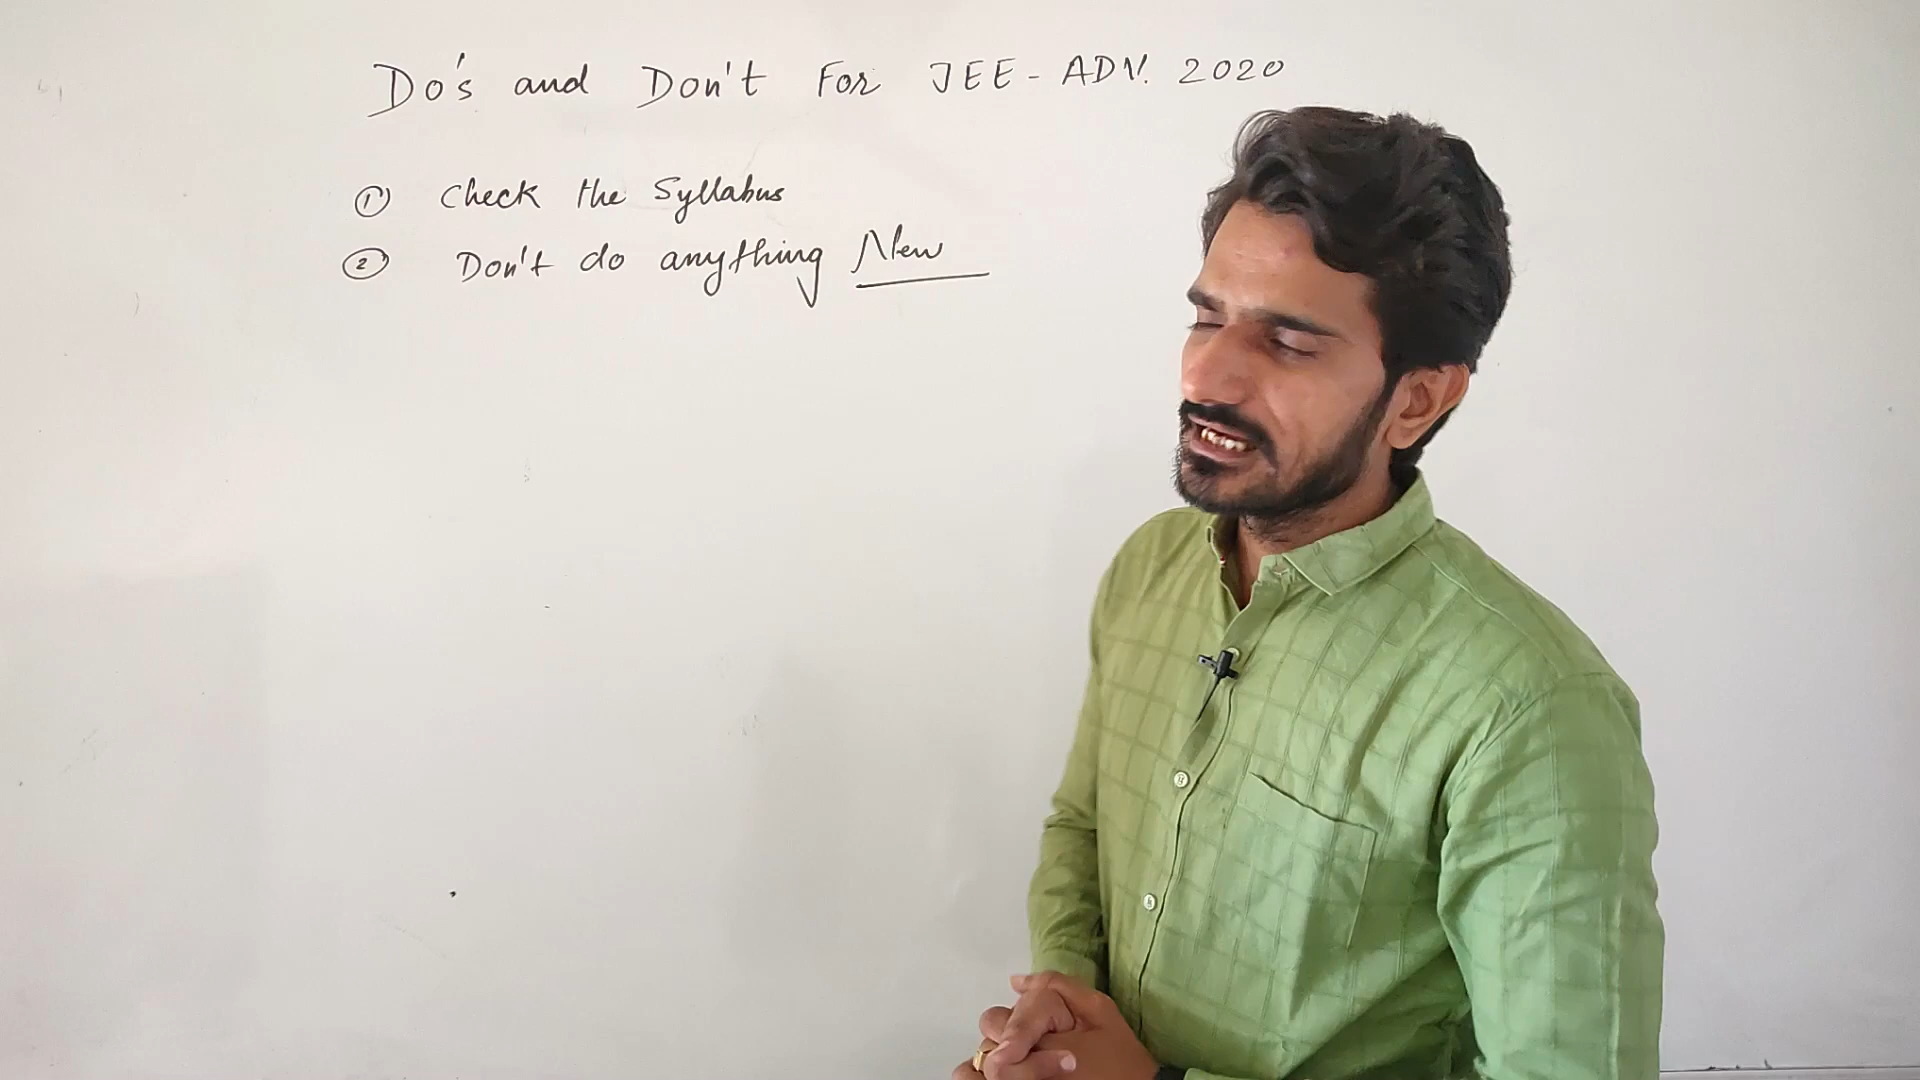 Do's and Don't For JEE - ADV. 2020
① Check the Syllabus
② Don't do anything New